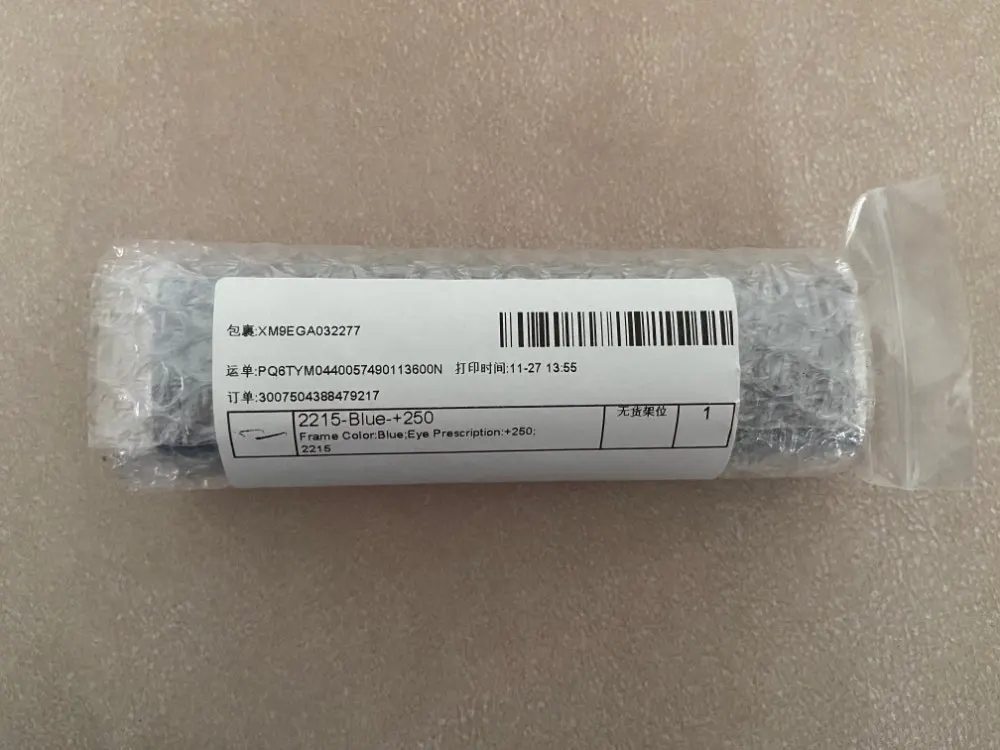 包裹:XM9EGA032277
运单:PQ6TYM0440057490113600N 打印时间:11-27 13:55
订单:3007504388479217
2215-Blue-+250
Frame Color:Blue;Eye Prescription:+250;
2215
无货架位
1